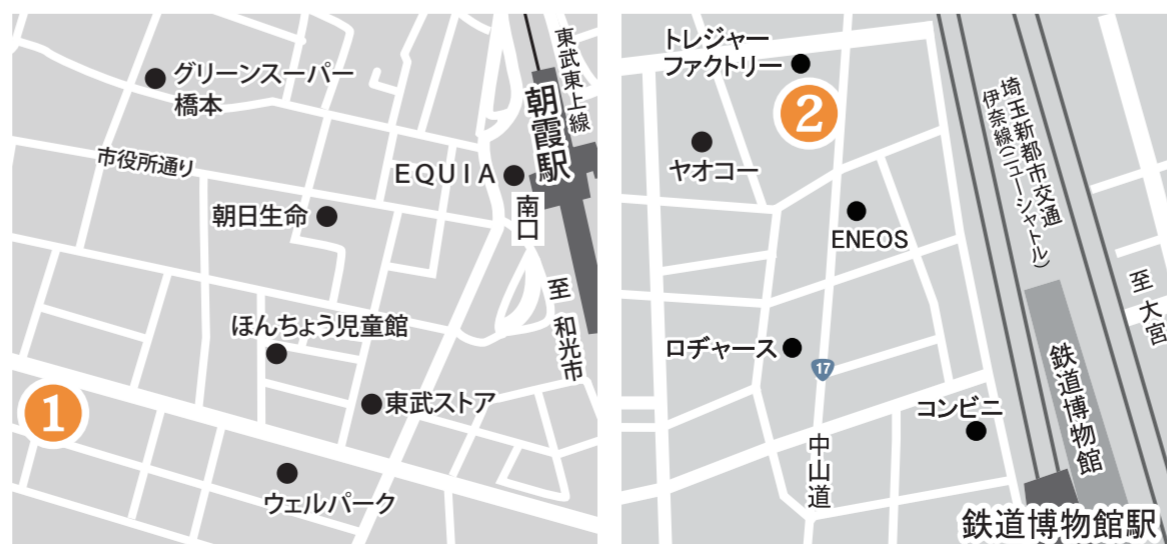 グリーンスーパー
橋本
市役所通り
朝日生命
EQUIA
南口
朝霞駅
東武東上線
至 和光市
ほんちょう児童館
東武ストア
1
ウェルパーク
トレジャー
ファクトリー
2
ヤオコー
ENEOS
埼玉新都市交通
伊奈線(ニューシャトル)
至 大宮
ロヂャース
17
中山道
コンビニ
鉄道博物館
鉄道博物館駅